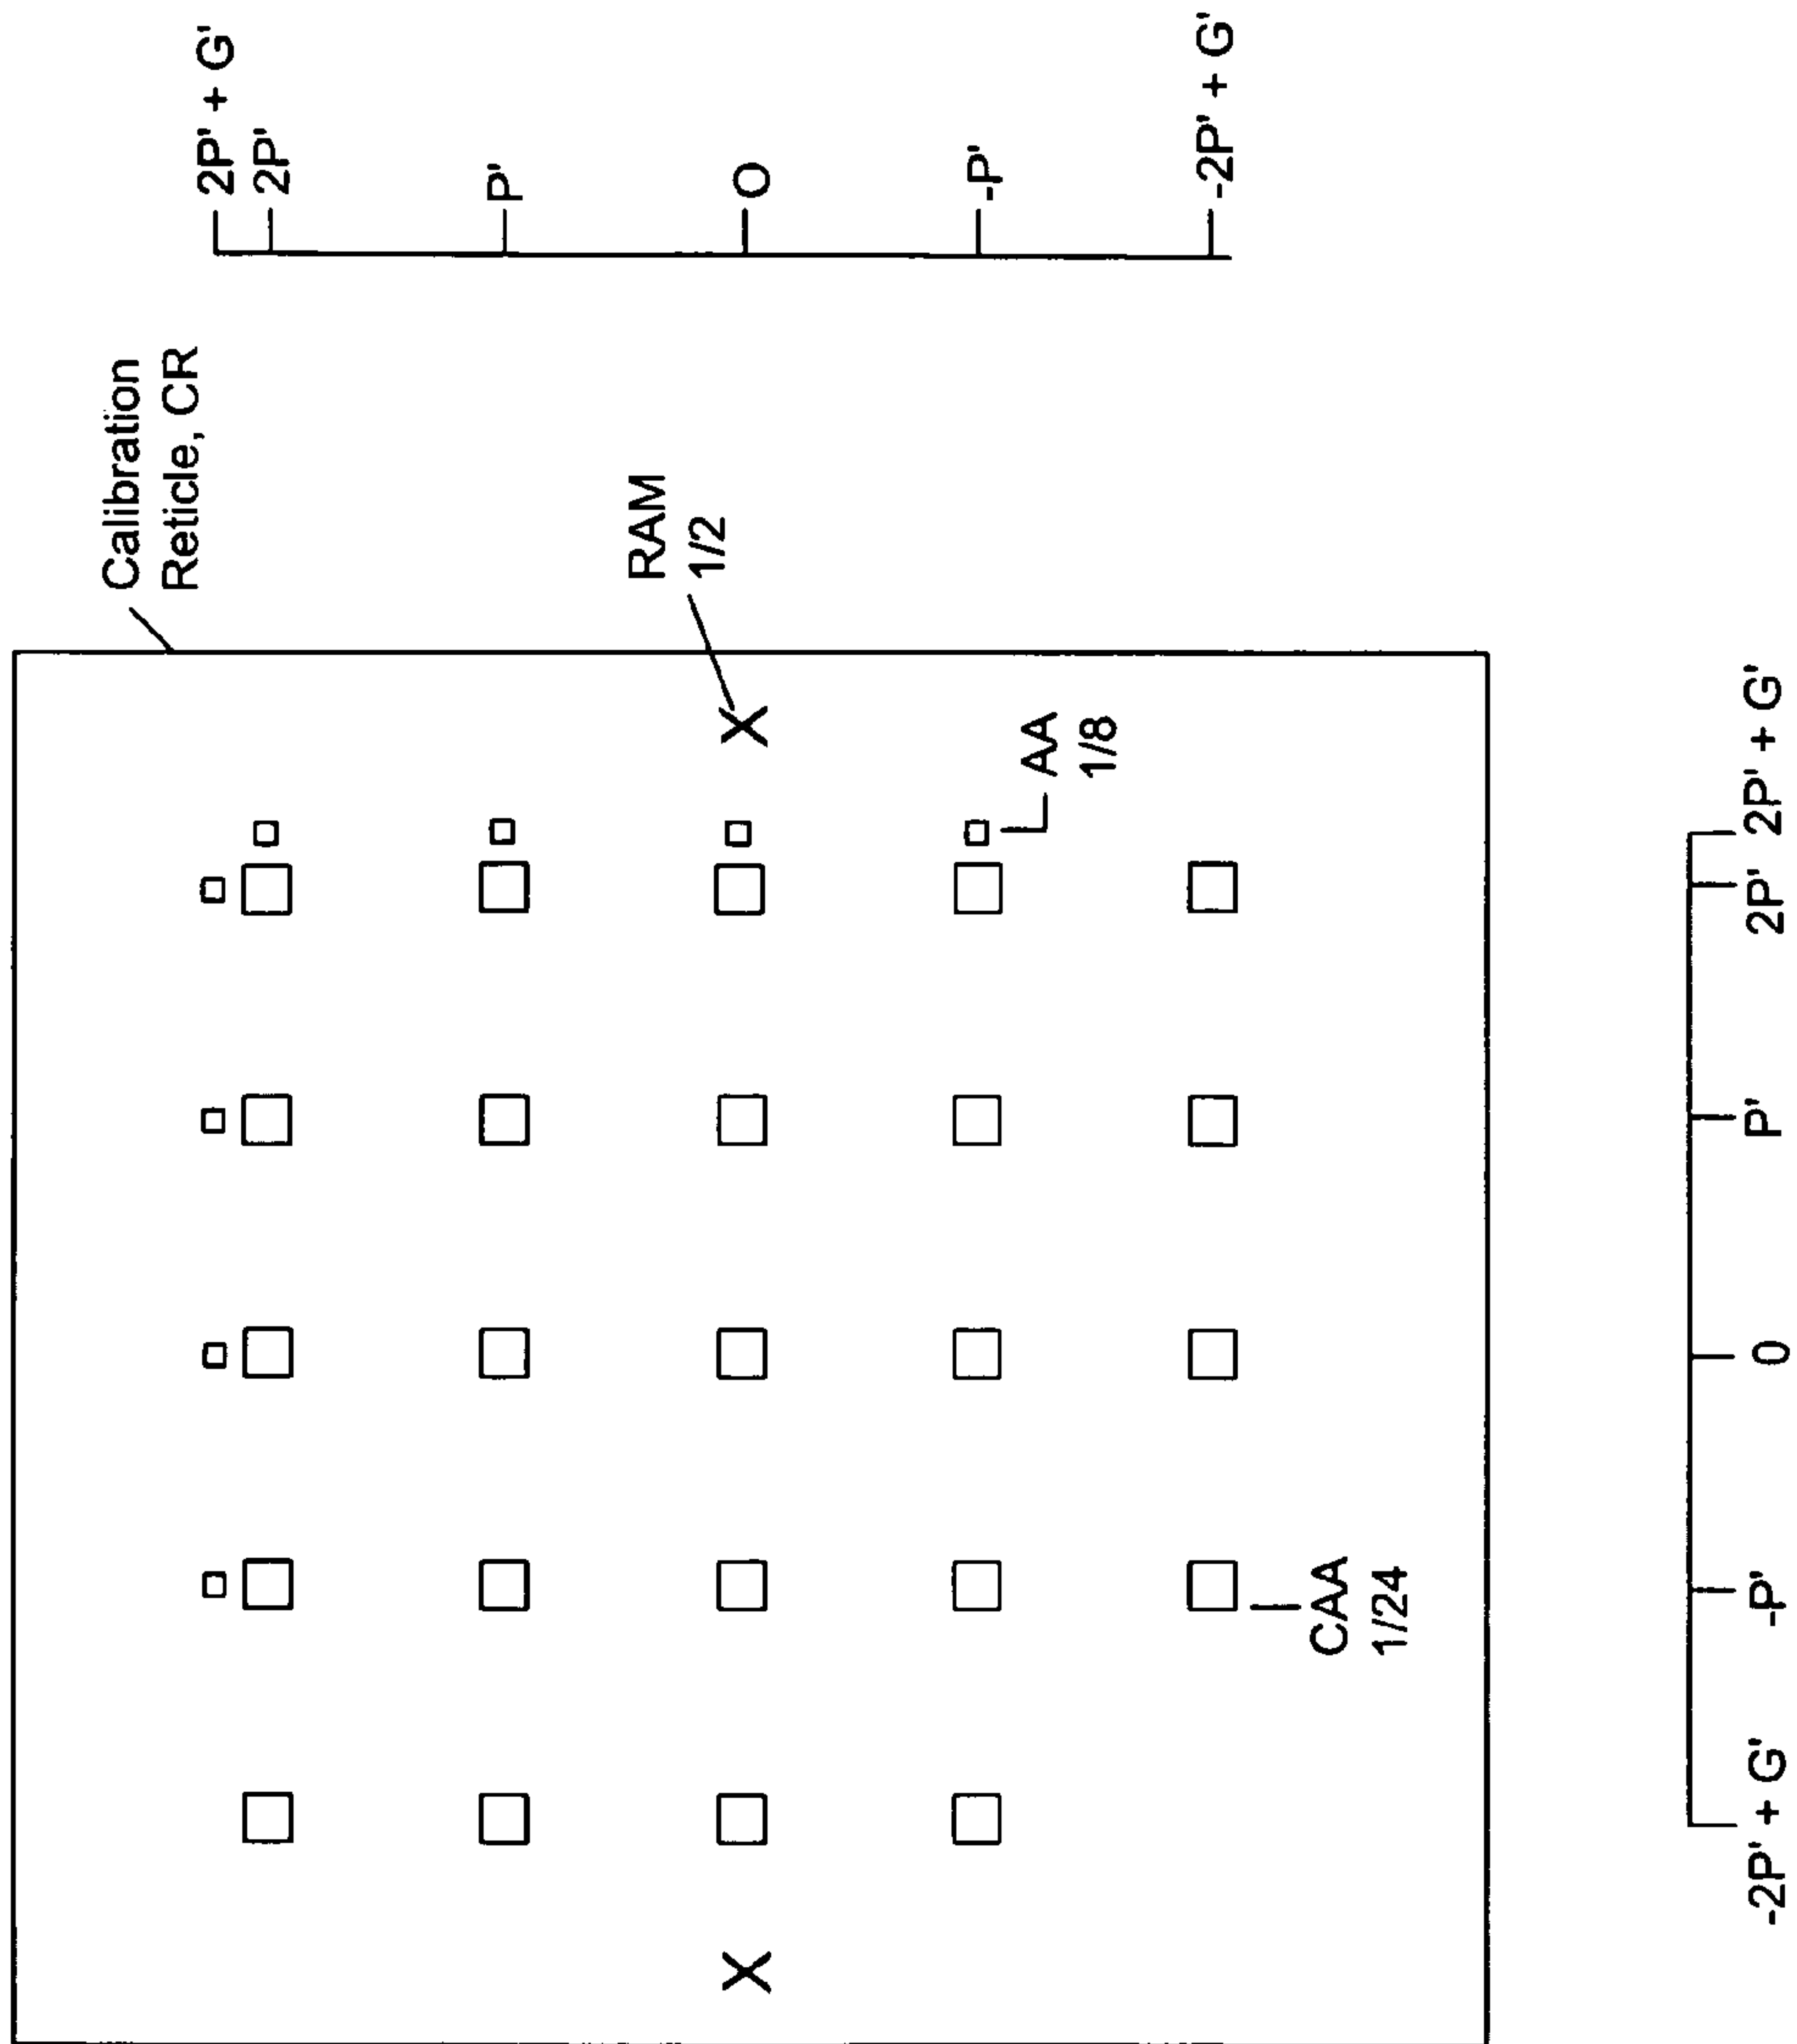 Calibration
Reticle, CR
RAM
1/2
X
X
AA
1/8
CAA
1/24
2P' + G'
2P'
P'
O
-P'
-2P' + G'
-2P' + G'
-P'
0
P'
2P'
2P' + G'